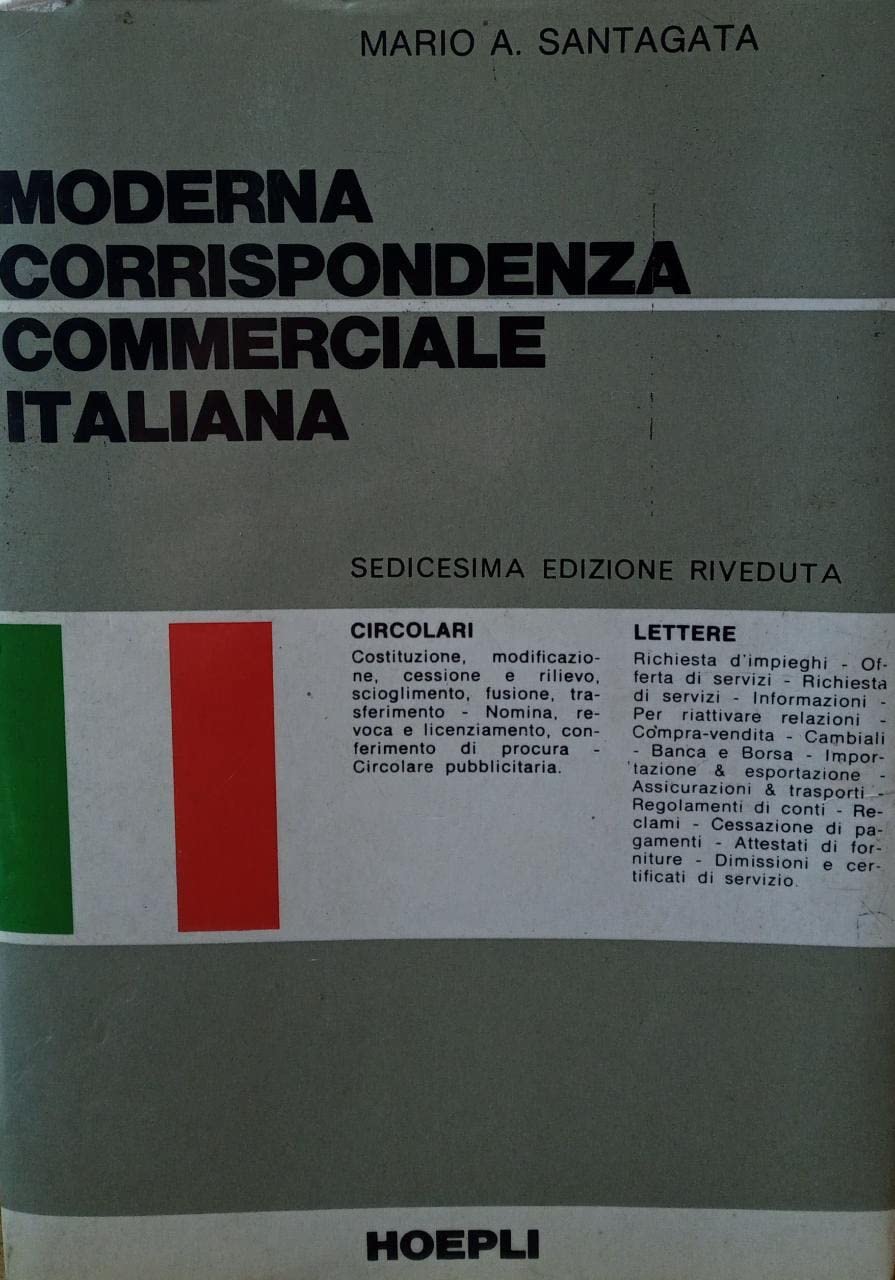 MARIO A. SANTAGATA
MODERNA
CORRISPONDENZA
COMMERCIALE
ITALIANA
SEDICESIMA EDIZIONE RIVEDUTA
CIRCOLARI
Costituzione, modificazio-
ne, cessione e rilievo,
scioglimento, fusione, tra-
sferimento - Nomina, re-
voca e licenziamento, con-
ferimento di procura -
Circolare pubblicitaria.
LETTERE
Richiesta d'impieghi - Of-
ferta di servizi - Richiesta
di servizi - Informazioni -
Per riattivare relazioni -
Compra-vendita - Cambiali
- Banca e Borsa - Impor-
tazione & esportazione -
Assicurazioni & trasporti -
Regolamenti di conti - Re-
clami - Cessazione di pa-
gamenti - Attestati di for-
niture - Dimissioni e cer-
tificati di servizio.
HOEPLI